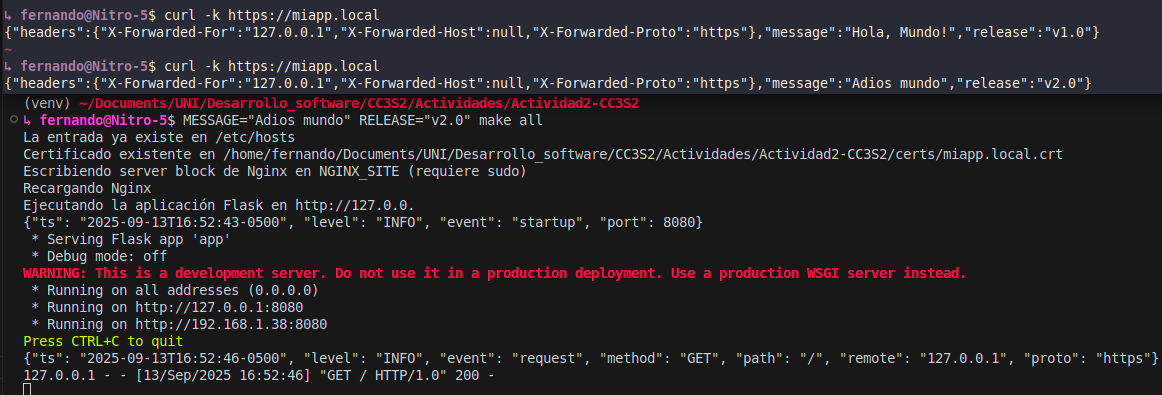 ↳ fernando@Nitro-5$ curl -k https://miapp.local
{"headers":{"X-Forwarded-For":"127.0.0.1","X-Forwarded-Host":null,"X-Forwarded-Proto":"https"},"message":"Hola, Mundo!","release":"v1.0"}
~
↳ fernando@Nitro-5$ curl -k https://miapp.local
{"headers":{"X-Forwarded-For":"127.0.0.1","X-Forwarded-Host":null,"X-Forwarded-Proto":"https"},"message":"Adios mundo","release":"v2.0"}
(venv) ~/Documents/UNI/Desarrollo_software/CC3S2/Actividades/Actividad2-CC3S2
↳ fernando@Nitro-5$ MESSAGE="Adios mundo" RELEASE="v2.0" make all
La entrada ya existe en /etc/hosts
Certificado existente en /home/fernando/Documents/UNI/Desarrollo_software/CC3S2/Actividades/Actividad2-CC3S2/certs/miapp.local.crt
Escribiendo server block de Nginx en NGINX_SITE (requiere sudo)
Recargando Nginx
Ejecutando la aplicación Flask en http://127.0.0.
{"ts": "2025-09-13T16:52:43-0500", "level": "INFO", "event": "startup", "port": 8080}
 * Serving Flask app 'app'
 * Debug mode: off
WARNING: This is a development server. Do not use it in a production deployment. Use a production WSGI server instead.
 * Running on all addresses (0.0.0.0)
 * Running on http://127.0.0.1:8080
 * Running on http://192.168.1.38:8080
Press CTRL+C to quit
{"ts": "2025-09-13T16:52:46-0500", "level": "INFO", "event": "request", "method": "GET", "path": "/", "remote": "127.0.0.1", "proto": "https"}
127.0.0.1 - - [13/Sep/2025 16:52:46] "GET / HTTP/1.0" 200 -